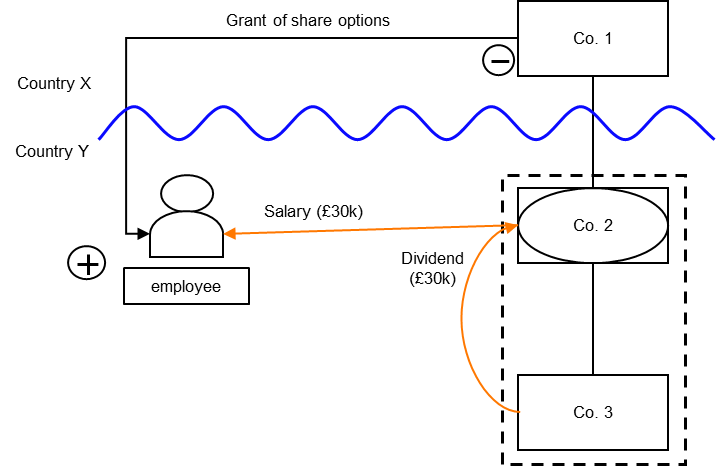 Grant of share options
Co. 1
Country X
Country Y
Salary (£30k)
Co. 2
Dividend
(£30k)
employee
Co. 3